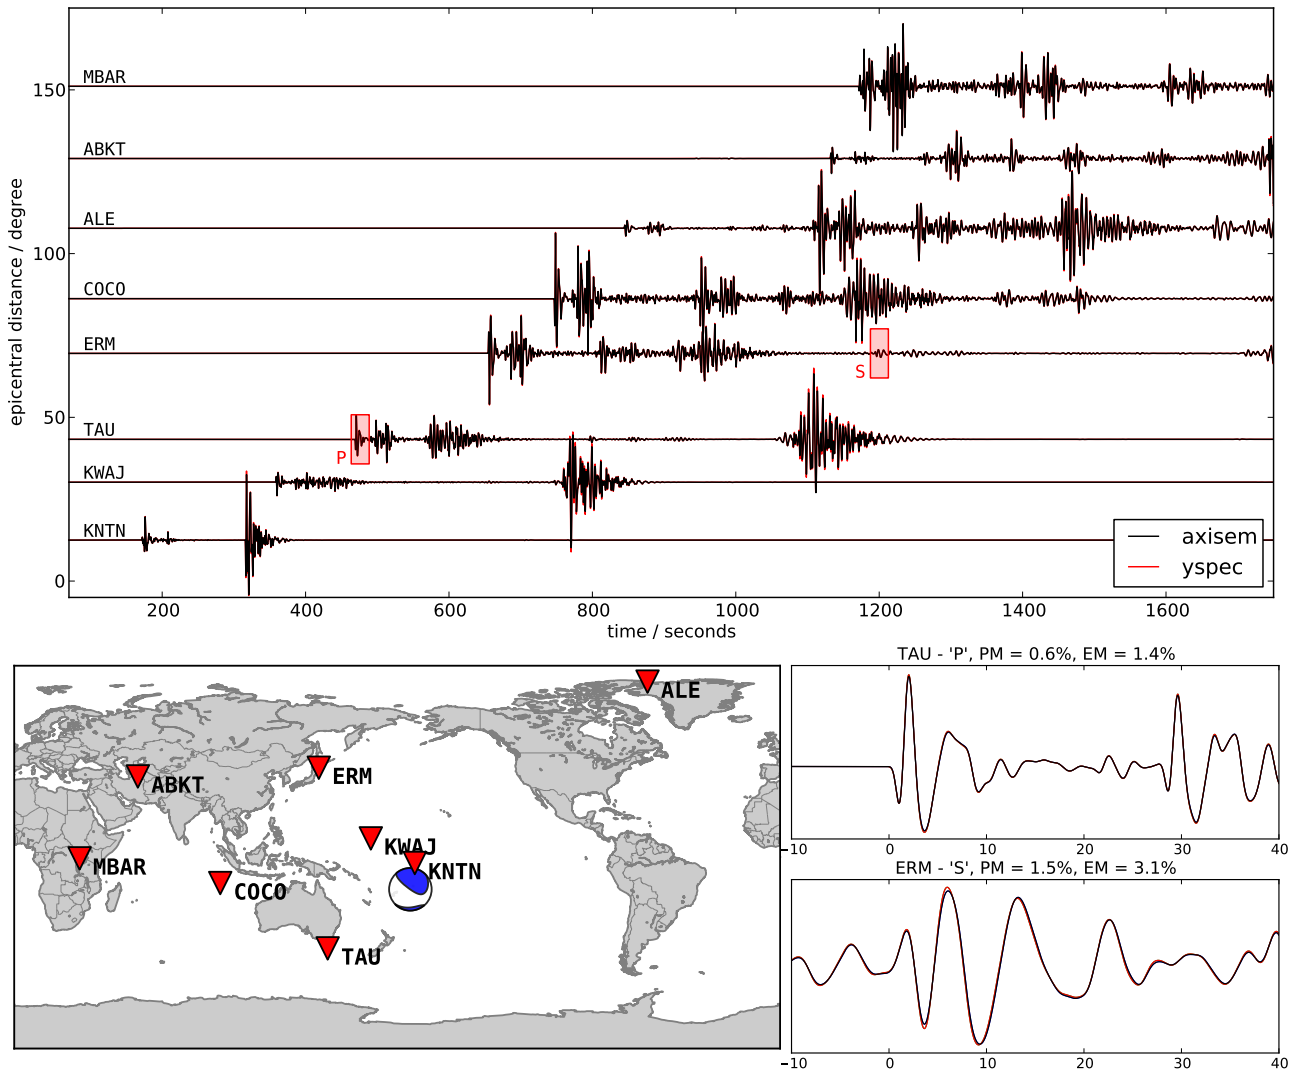 MBAR
150
ABKT
ALE
100
COCO
ERM
S
50
TAU
P
KWAJ
KNTN
0
epicentral distance / degree
axisem
yspec
200 400 600 800 1000 1200 1400 1600
time / seconds
ALE
ABKT
ERM
KWAJ
MBAR
KNTN
COCO
TAU
TAU - 'P', PM = 0.6%, EM = 1.4%
−10 0 10 20 30 40
ERM - 'S', PM = 1.5%, EM = 3.1%
−10 0 10 20 30 40